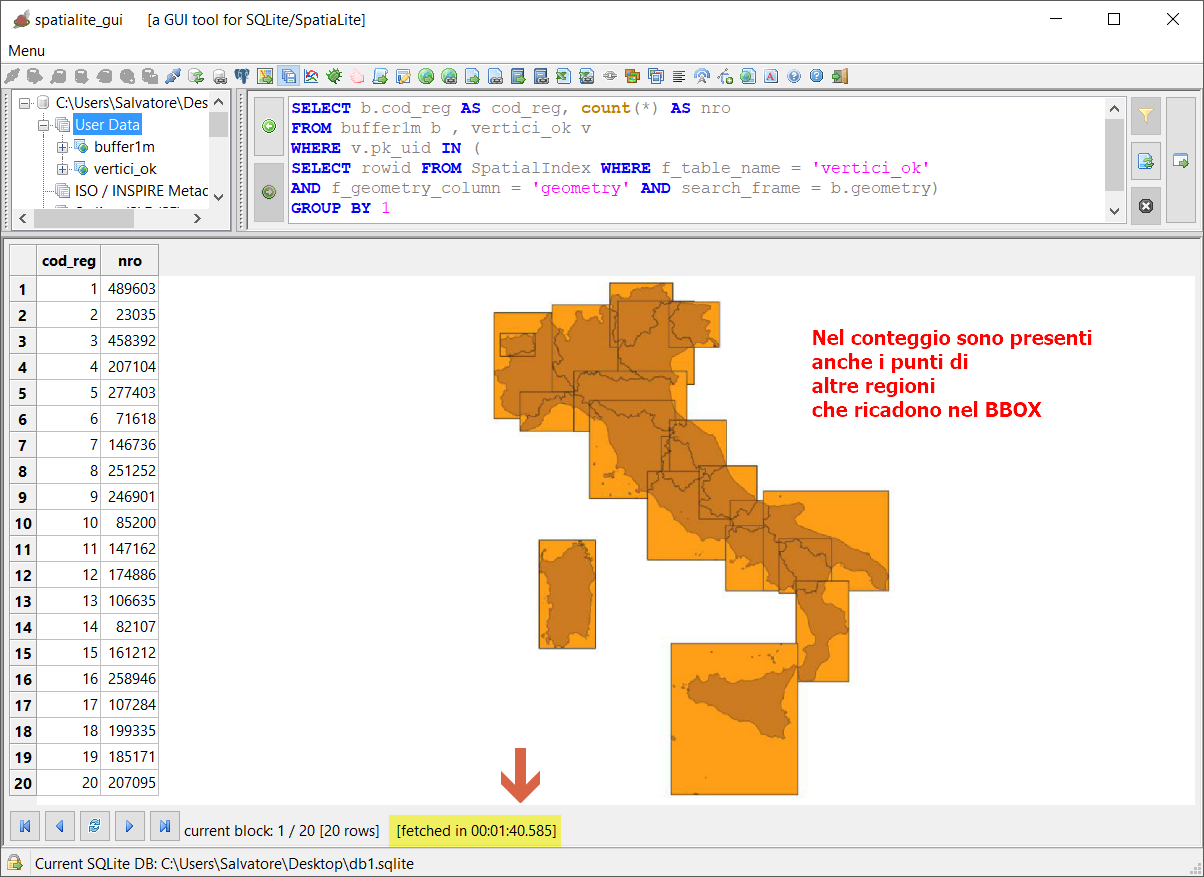 spatialite_gui [a GUI tool for SQLite/SpatiaLite]
Menu
C:\Users\Salvatore\Des
User Data
buffer1m
vertici_ok
ISO / INSPIRE Metac
SELECT b.cod_reg AS cod_reg, count(*) AS nro
FROM buffer1m b , vertici_ok v
WHERE v.pk_uid IN (
SELECT rowid FROM SpatialIndex WHERE f_table_name = 'vertici_ok'
AND f_geometry_column = 'geometry' AND search_frame = b.geometry)
GROUP BY 1
cod_reg nro
1 1 489603
2 2 23035
3 3 458392
4 4 207104
5 5 277403
6 6 71618
7 7 146736
8 8 251252
9 9 246901
10 10 85200
11 11 147162
12 12 174886
13 13 106635
14 14 82107
15 15 161212
16 16 258946
17 17 107284
18 18 199335
19 19 185171
20 20 207095
Nel conteggio sono presenti
anche i punti di
altre regioni
che ricadono nel BBOX
current block: 1 / 20 [20 rows] [fetched in 00:01:40.585]
Current SQLite DB: C:\Users\Salvatore\Desktop\db1.sqlite